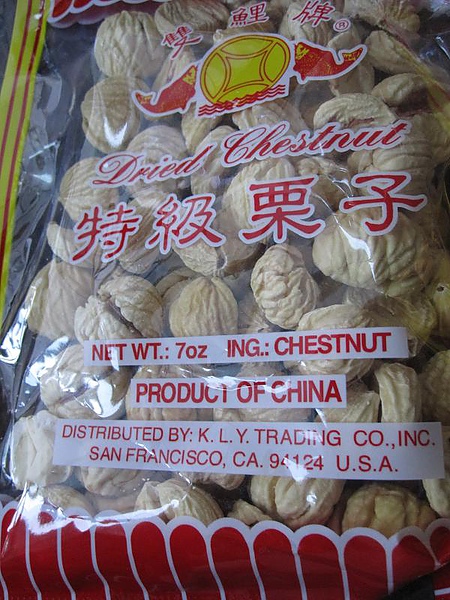 雙鯉牌®
Dried Chestnut
特級栗子
NET WT.: 7oz ING.: CHESTNUT
PRODUCT OF CHINA
DISTRIBUTED BY: K. L.Y. TRADING CO.,INC.
SAN FRANCISCO, CA. 94124 U.S.A.